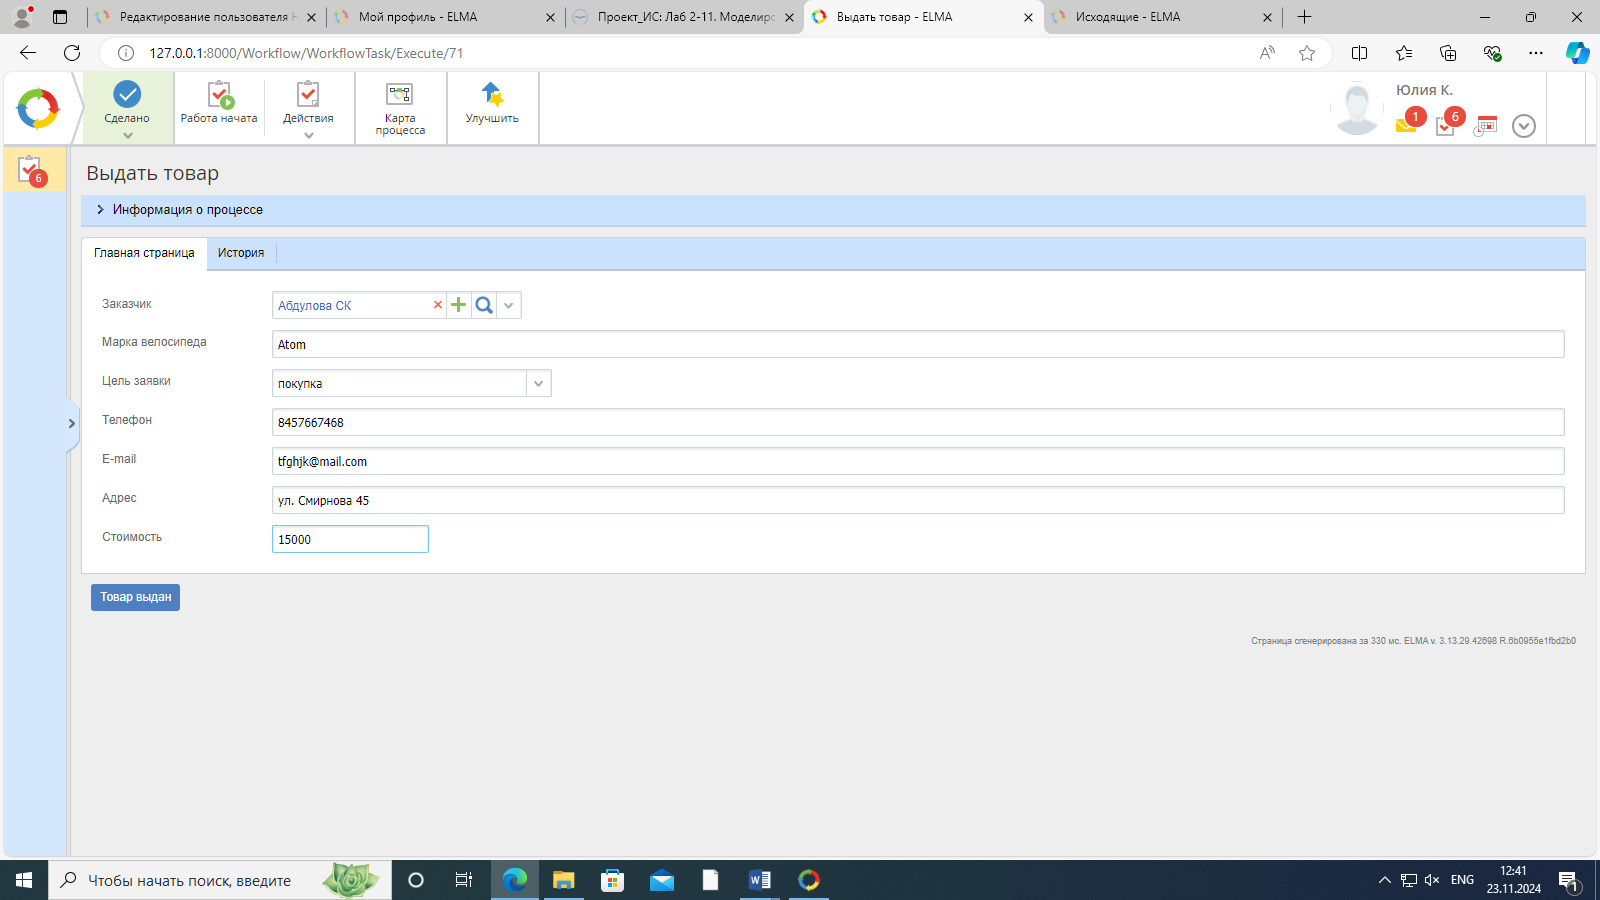 Редактирование пользователя Н
Мой профиль - ELMA
Проект_ИС: Лаб 2-11. Моделиро
Выдать товар - ELMA
Исходящие - ELMA
127.0.0.1:8000/Workflow/WorkflowTask/Execute/71
Сделано
Работа начата
Действия
Карта
процесса
Улучшить
Юлия К.
1
6
6
Выдать товар
Информация о процессе
Главная страница
История
Заказчик
Абдулова СК
Марка велосипеда
Atom
Цель заявки
покупка
Телефон
8457667468
E-mail
tfghjk@mail.com
Адрес
ул. Смирнова 45
Стоимость
15000
Товар выдан
Страница сгенерирована за 330 мс. ELMA v. 3.13.29.42698 R.6b0955e1fbd2b0
Чтобы начать поиск, введите
ENG
12:41
23.11.2024
1